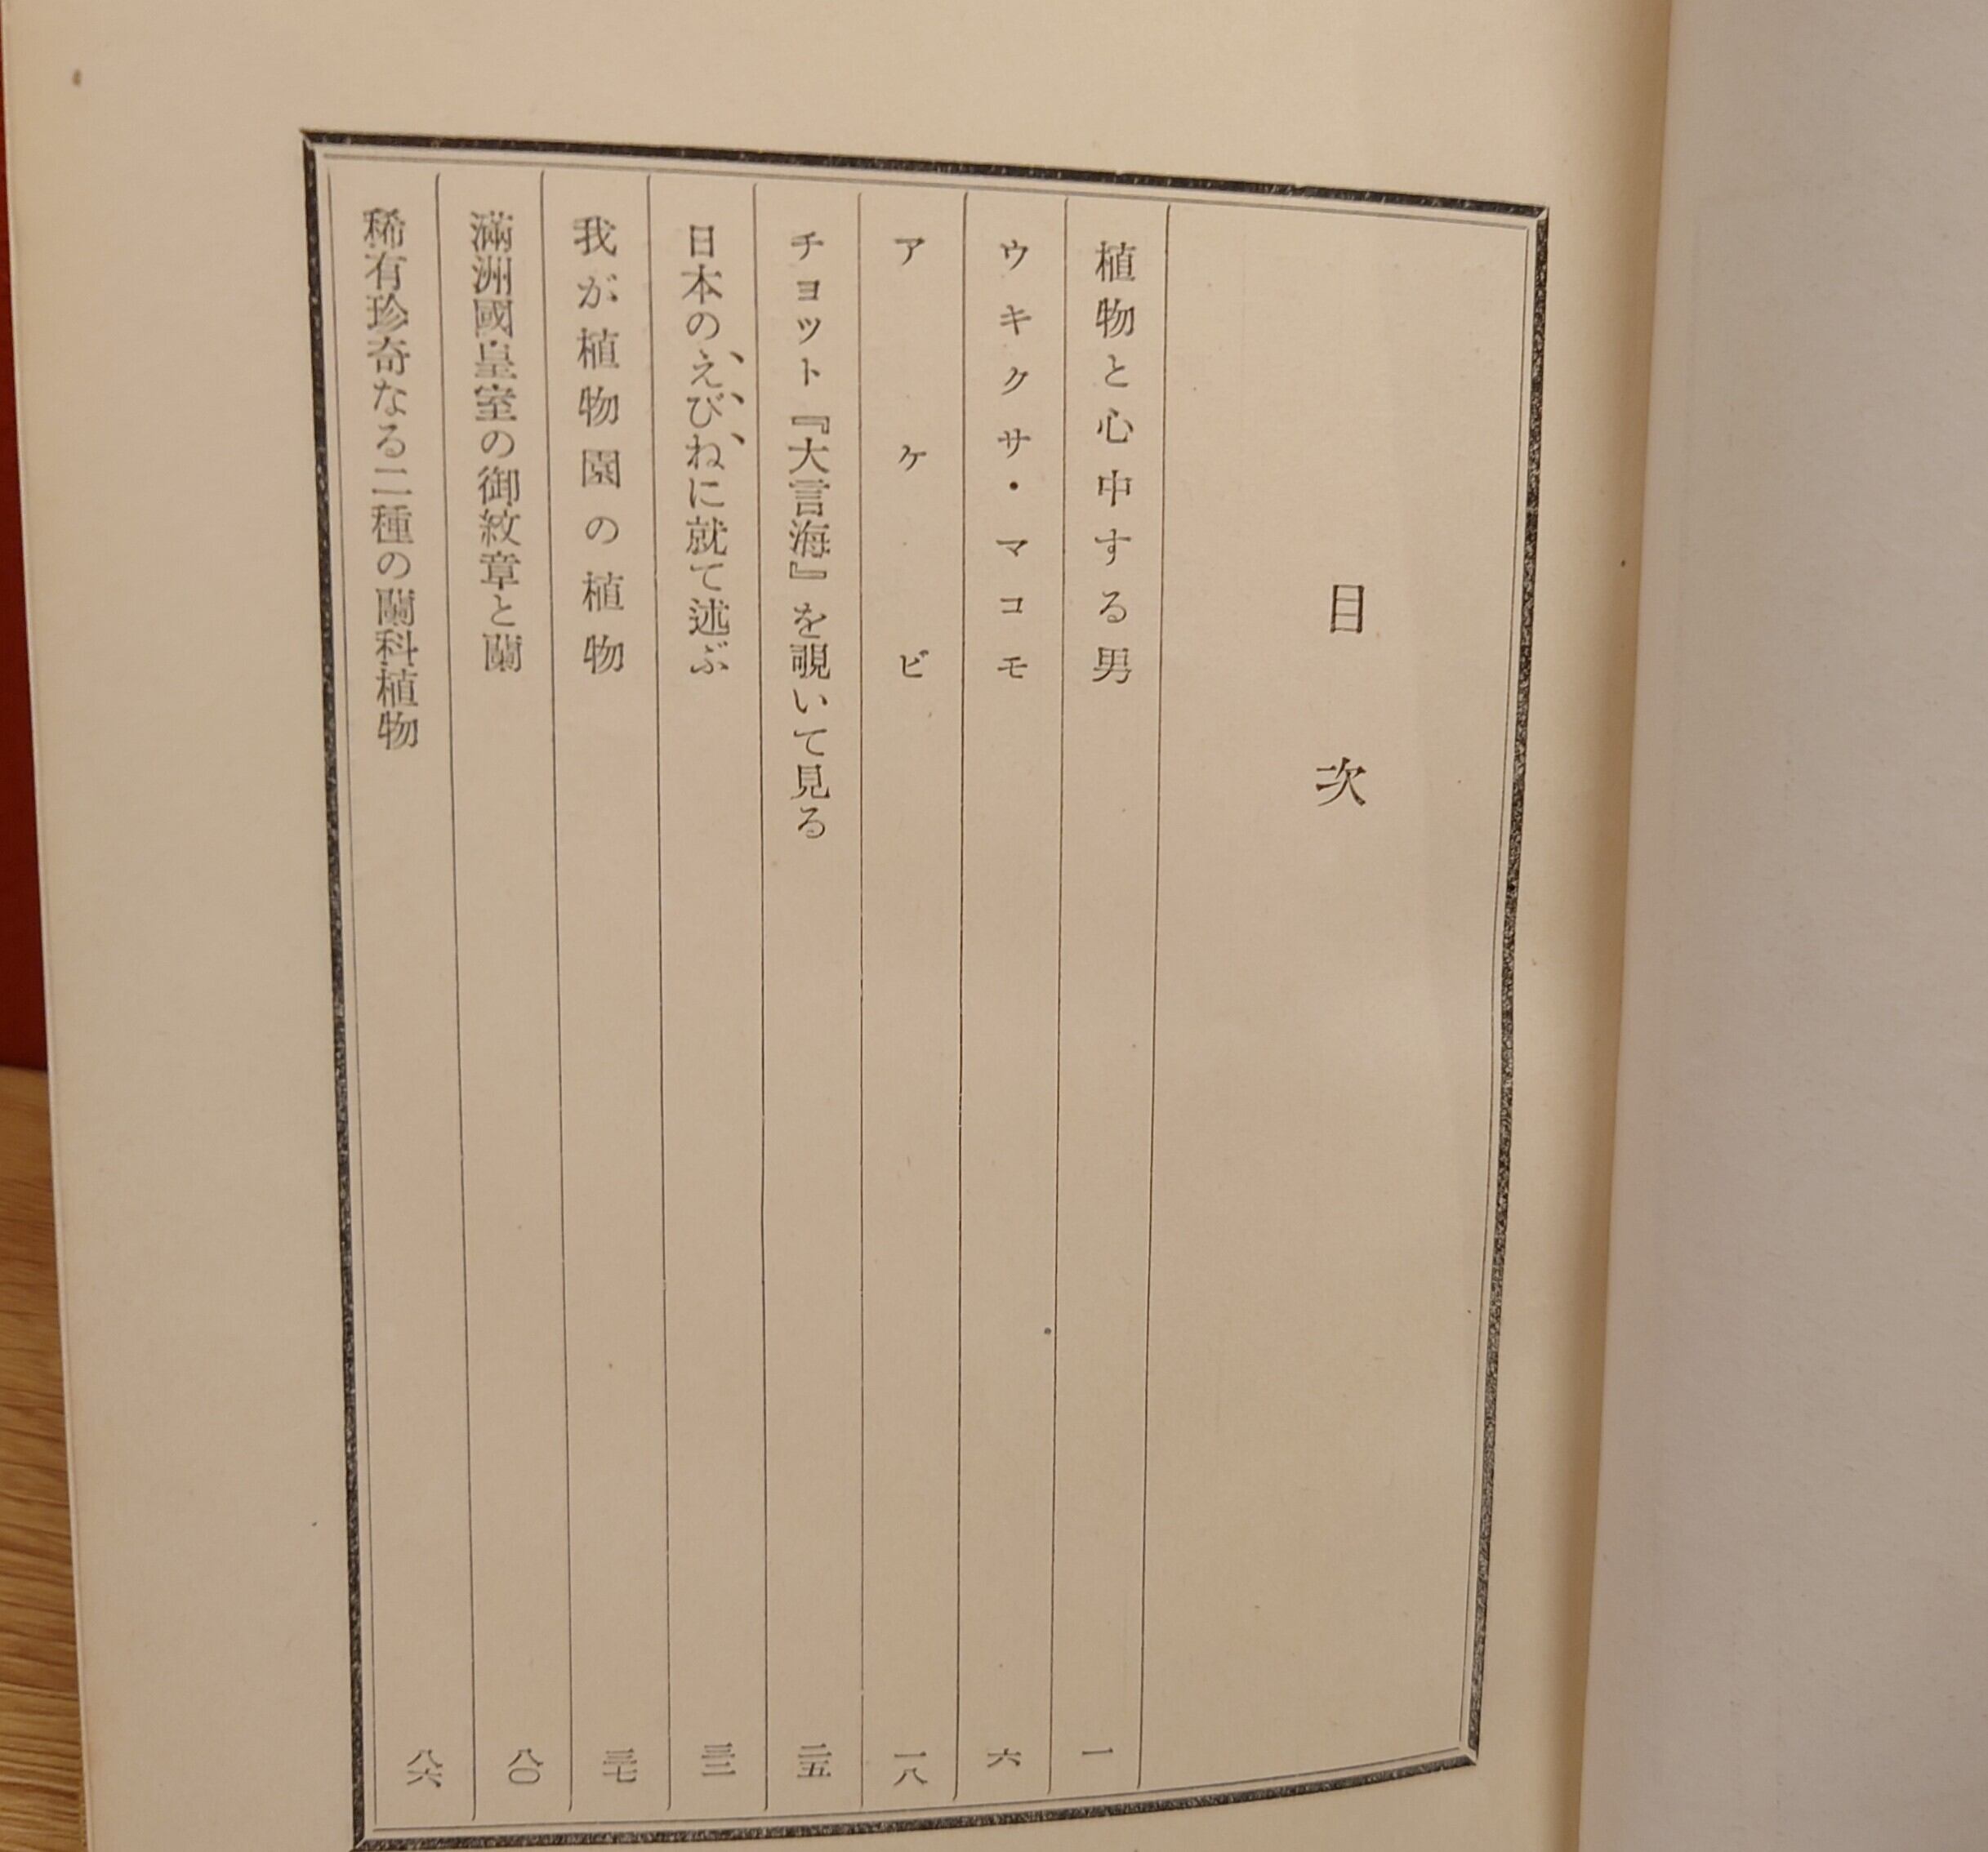 目次
植物と心中する男 一
ウキクサ・マコモ 六
アケビ 一八
チョット『大言海』を覗いて見る 二五
日本のえびねに就て述ぶ 三二
我が植物園の植物 三七
滿洲國皇室の御紋章と蘭 八〇
稀有珍奇なる二種の蘭科植物 八六